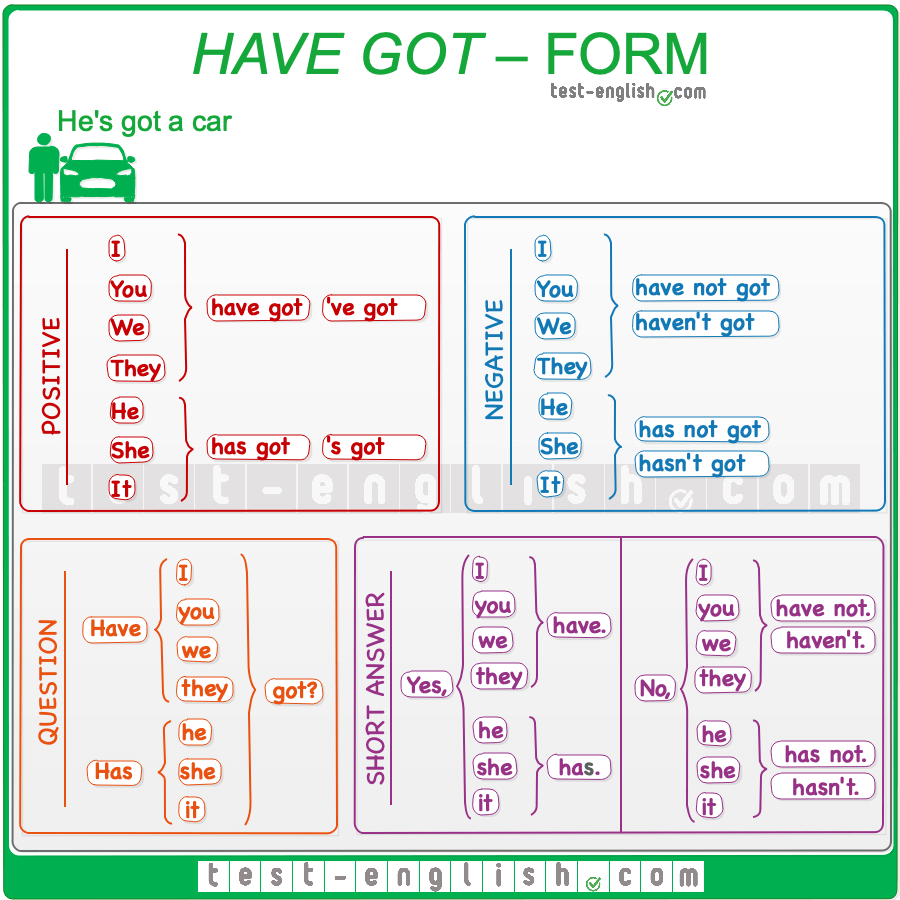 HAVE GOT – FORM
test-english.com
He's got a car
POSITIVE
I
You
We
They
have got 've got
He
She
It
has got 's got
NEGATIVE
I
You
We
They
have not got
haven't got
He
She
It
has not got
hasn't got
test-english.com
QUESTION
Have
I
you
we
they
Has
he
she
it
got?
SHORT ANSWER
Yes,
I
you
we
they
have.
he
she
it
has.
No,
I
you
we
they
have not.
haven't.
he
she
it
has not.
hasn't.
test-english.com